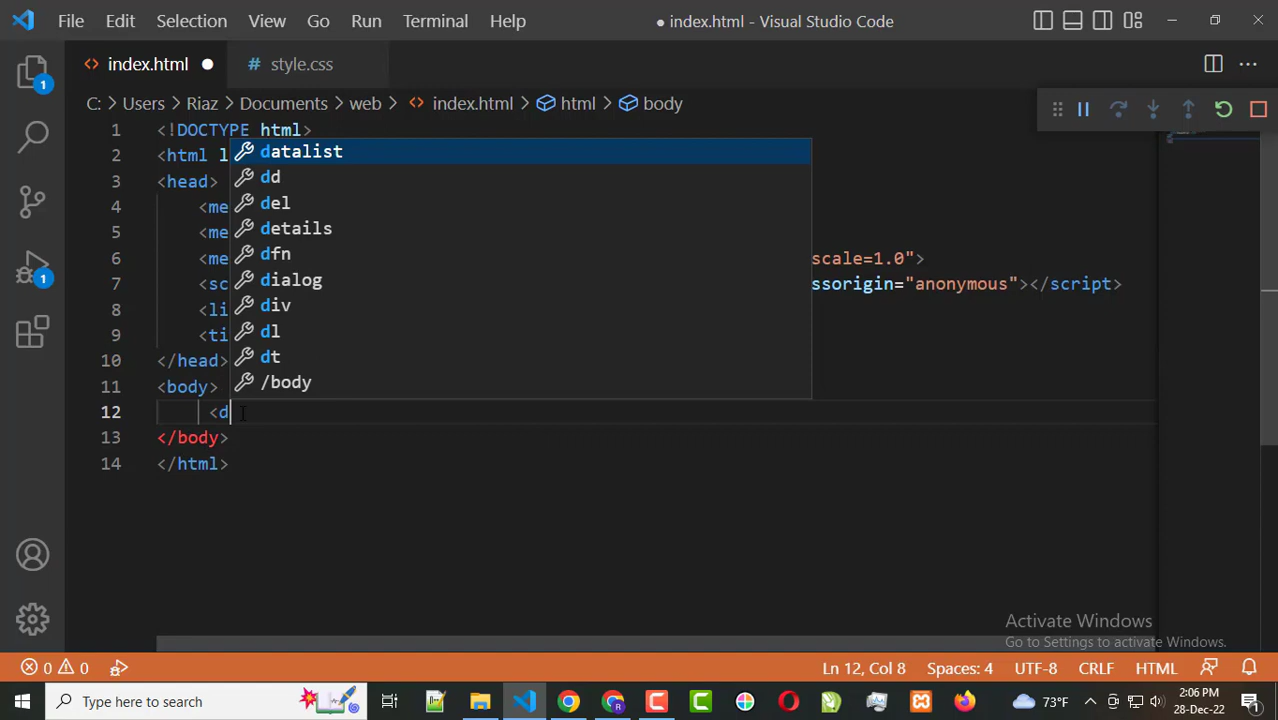 File Edit Selection View Go Run Terminal Help ● index.html - Visual Studio Code
index.html ● # style.css
C: > Users > Riaz > Documents > web > index.html > html > body
1 <!DOCTYPE html>
2 <html l
3 <head>
4 <me
5 <me
6 <me scale=1.0">
7 <sc ssorigin="anonymous"></script>
8 <li
9 <ti
10 </head>
11 <body>
12 <d
13 </body>
14 </html>
datalist
dd
del
details
dfn
dialog
div
dl
dt
/body
1
1
Activate Windows
Go to Settings to activate Windows.
0 0 Ln 12, Col 8 Spaces: 4 UTF-8 CRLF HTML
Type here to search
73°F
2:06 PM
28-Dec-22
1